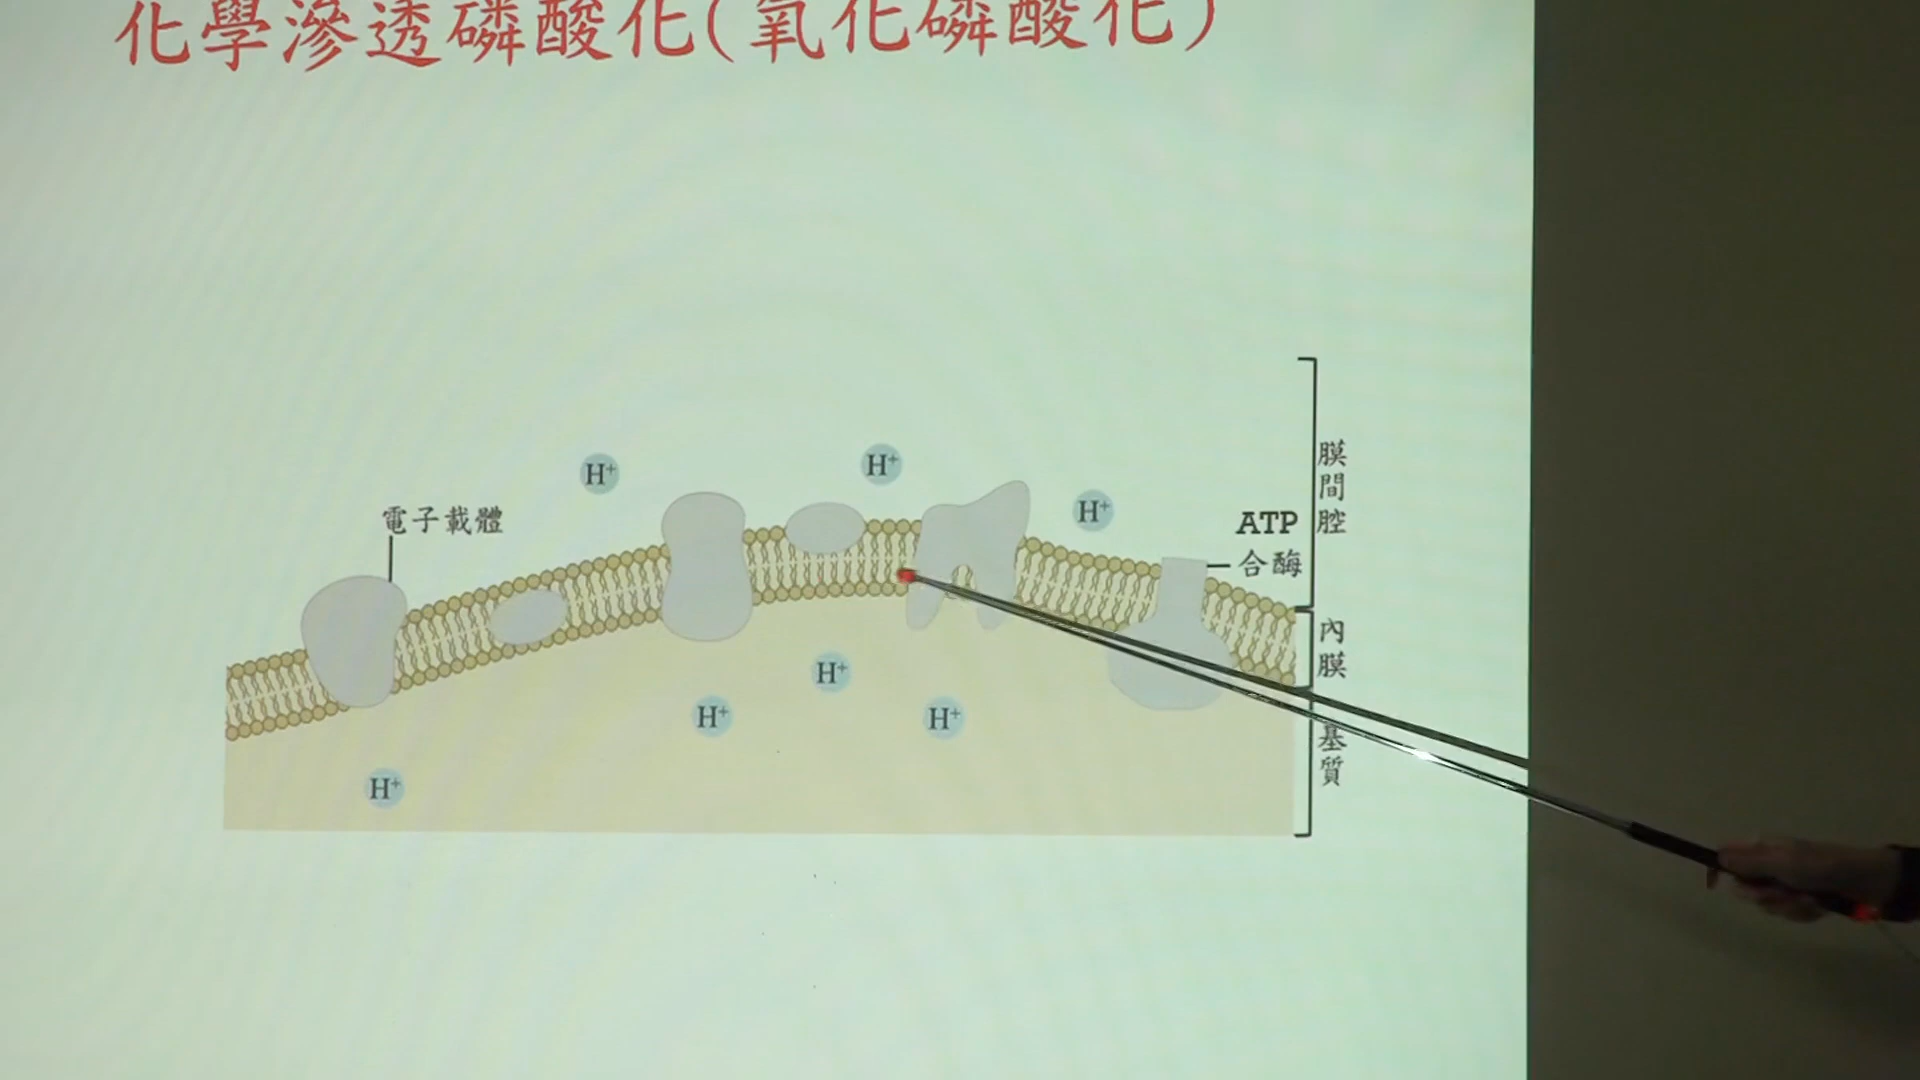 化學滲透磷酸化(氧化磷酸化)
H⁺
H⁺
H⁺
電子載體
ATP
合酶
膜間腔
內膜
基質
H⁺
H⁺
H⁺
H⁺